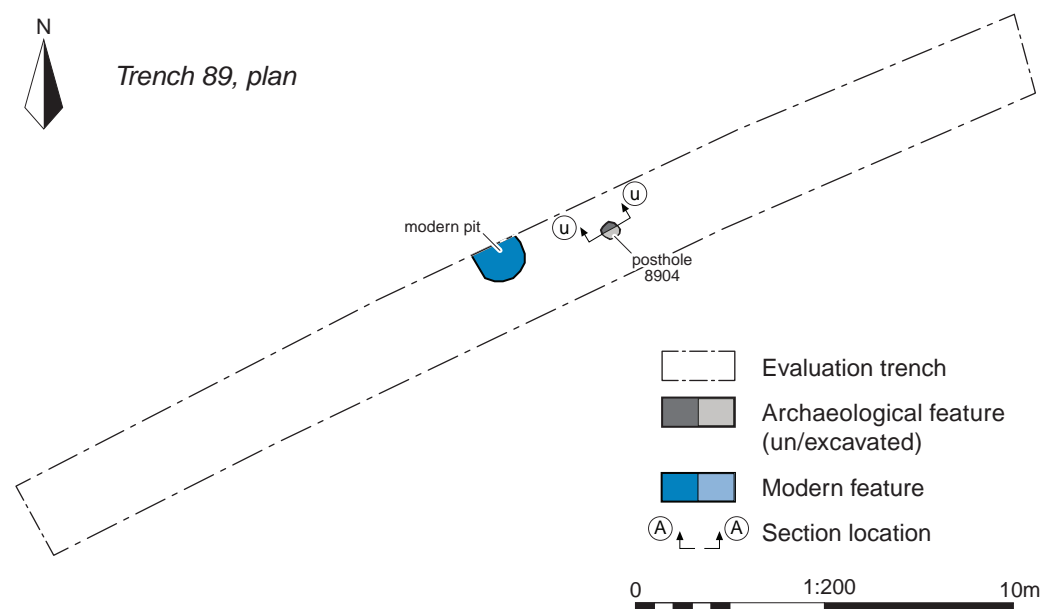 N
Trench 89, plan
u
modern pit
u
posthole
8904
Evaluation trench
Archaeological feature
(un/excavated)
Modern feature
A A Section location
0 1:200 10m